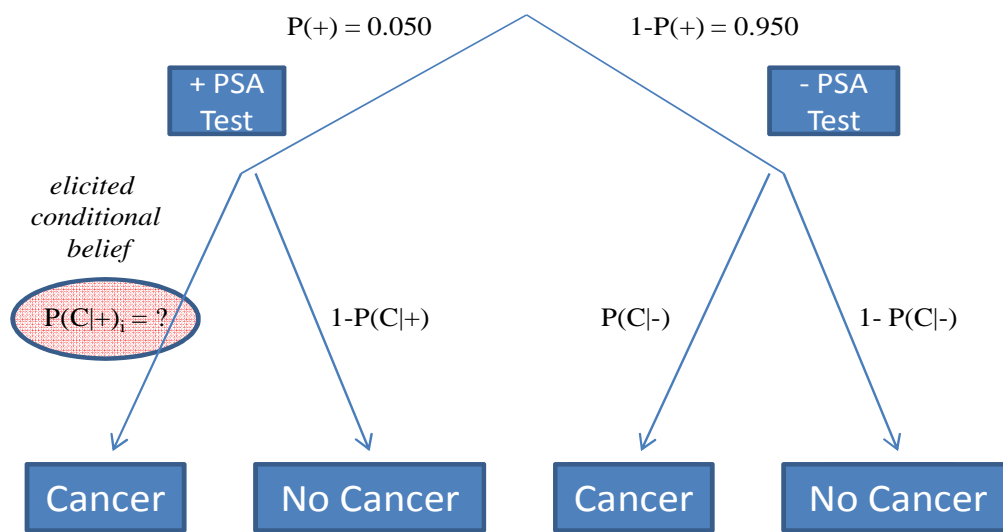 P(+) = 0.050
1-P(+) = 0.950
+ PSA
Test
- PSA
Test
elicited
conditional
belief
P(C|+)i = ?
1-P(C|+)
P(C|-)
1- P(C|-)
Cancer
No Cancer
Cancer
No Cancer